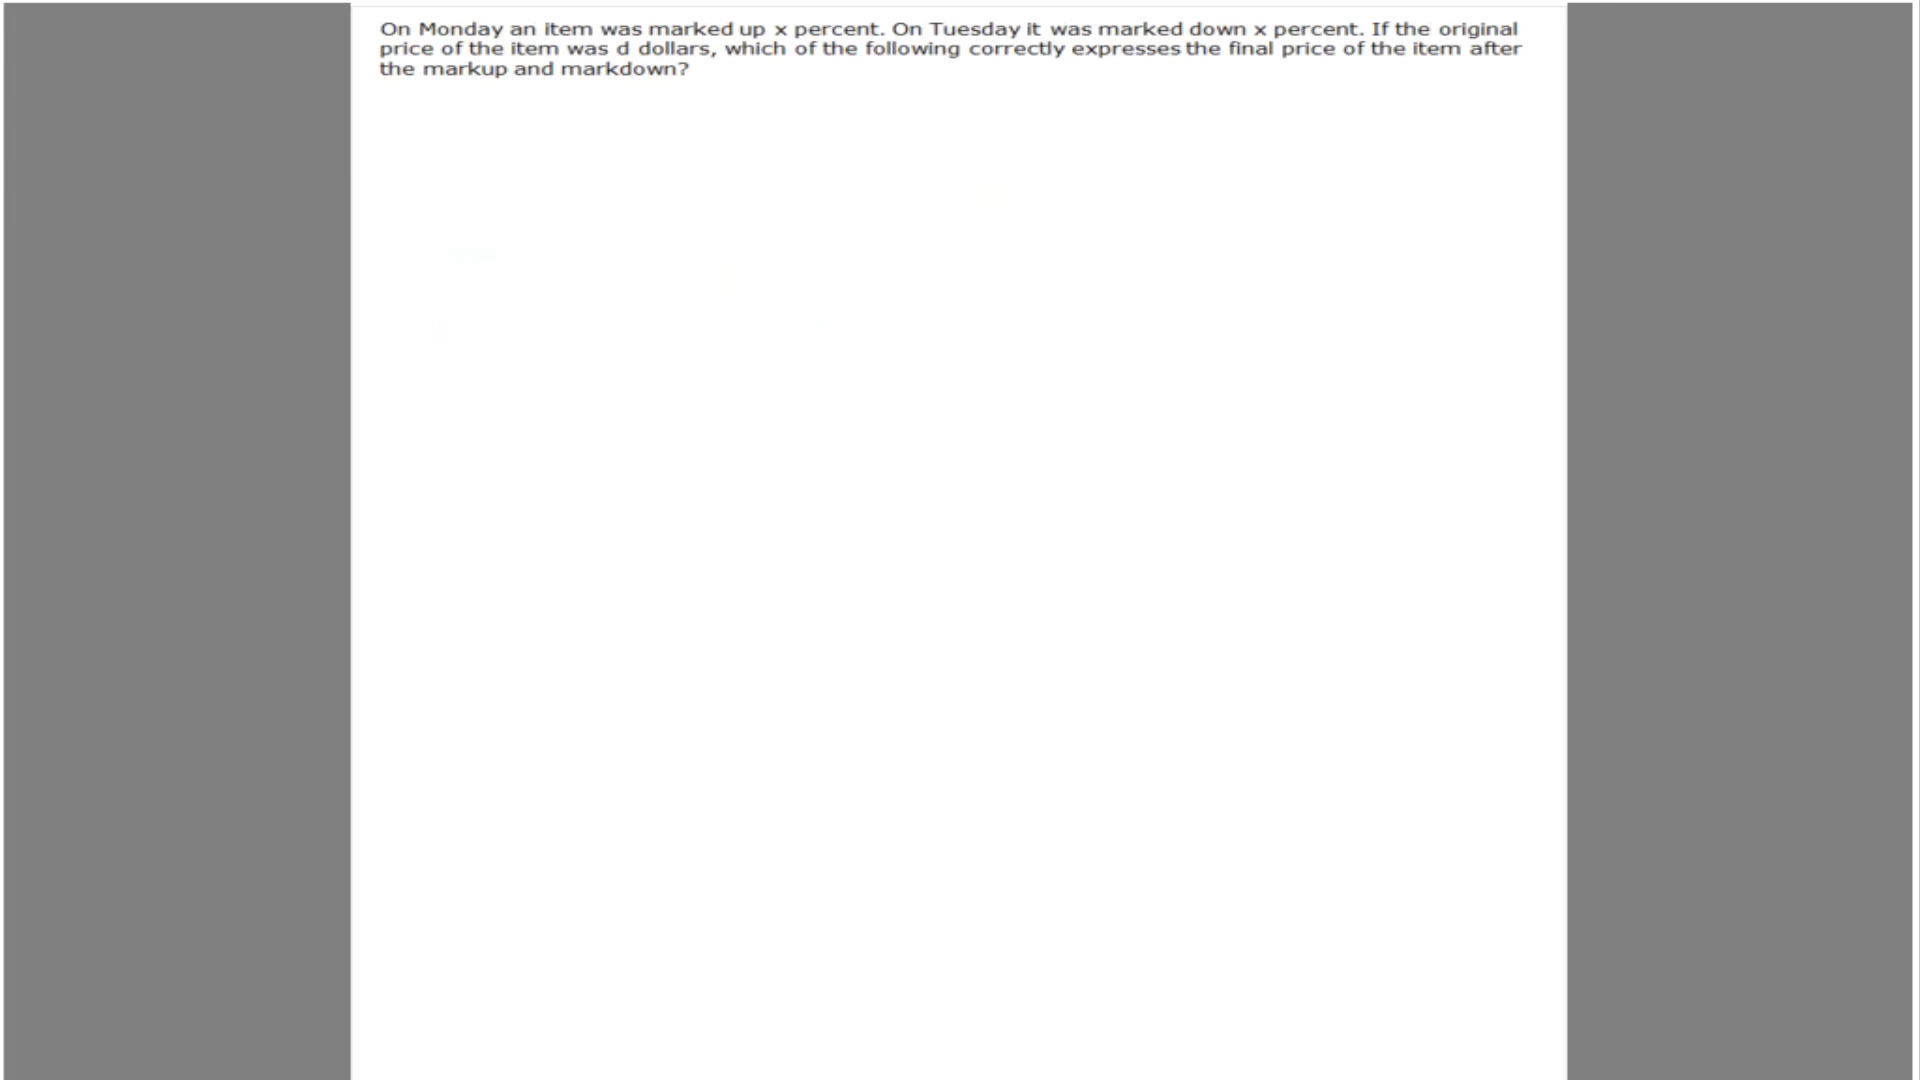 On Monday an item was marked up x percent. On Tuesday it was marked down x percent. If the original
price of the item was d dollars, which of the following correctly expresses the final price of the item after
the markup and markdown?